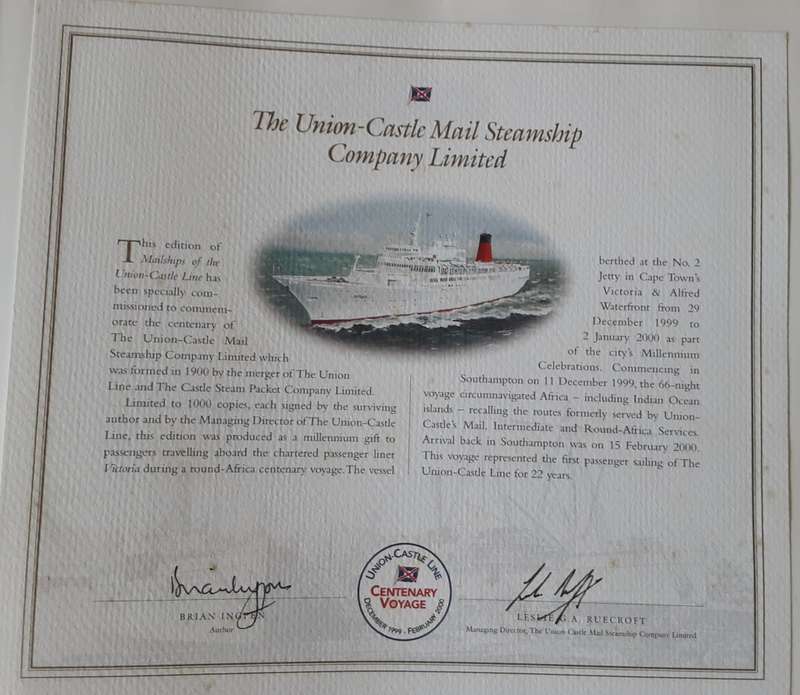 The Union-Castle Mail Steamship
Company Limited
This edition of
Mailships of the
Union-Castle Line has
been specially com-
missioned to commem-
orate the centenary of
The Union-Castle Mail
Steamship Company Limited which
was formed in 1900 by the merger of The Union
Line and The Castle Steam Packet Company Limited.
Limited to 1000 copies, each signed by the surviving
author and by the Managing Director of The Union-Castle
Line, this edition was produced as a millennium gift to
passengers travelling aboard the chartered passenger liner
Victoria during a round-Africa centenary voyage. The vessel
berthed at the No. 2
Jetty in Cape Town's
Victoria & Alfred
Waterfront from 29
December 1999 to
2 January 2000 as part
of the city's Millennium
Celebrations. Commencing in
Southampton on 11 December 1999, the 66-night
voyage circumnavigated Africa – including Indian Ocean
islands – recalling the routes formerly served by Union-
Castle's Mail, Intermediate and Round-Africa Services.
Arrival back in Southampton was on 15 February 2000.
This voyage represented the first passenger sailing of The
Union-Castle Line for 22 years.
BRIAN INGPEN
Author
UNION-CASTLE LINE
CENTENARY
VOYAGE
DECEMBER 1999 - FEBRUARY 2000
LESLIE G.A. RUECROFT
Managing Director, The Union Castle Mail Steamship Company Limited